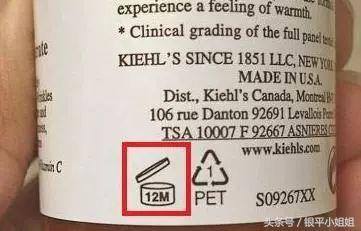 experience a feeling of warmth.
* Clinical grading of the full panel
KIEHL'S SINCE 1851 LLC, NEW
MADE IN U.S.A.
Dist., Kiehl's Canada, Montreal
106 rue Danton 92691 Levallois
TSA 10007 F 92667 ASNIERES
www.kiehls.com
12M
1
PET
S09267XX
C
头条号/银平小姐姐